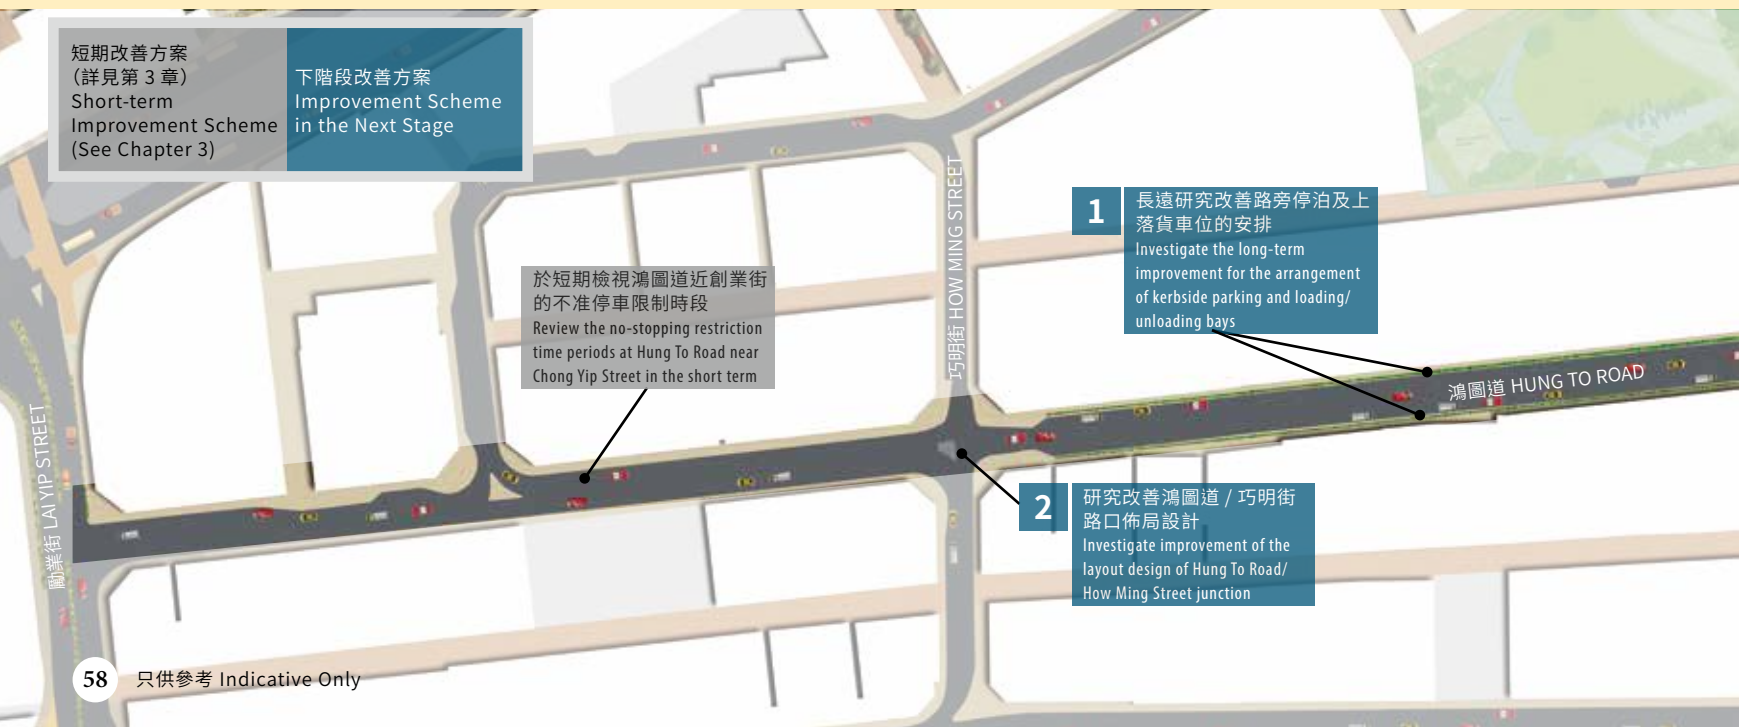 短期改善方案
（詳見第 3 章）
Short-term
Improvement Scheme
(See Chapter 3)
下階段改善方案
Improvement Scheme
in the Next Stage
巧明街 HOW MING STREET
1
長遠研究改善路旁停泊及上
落貨車位的安排
Investigate the long-term
improvement for the arrangement
of kerbside parking and loading/
unloading bays
於短期檢視鴻圖道近創業街
的不准停車限制時段
Review the no-stopping restriction
time periods at Hung To Road near
Chong Yip Street in the short term
鴻圖道 HUNG TO ROAD
勵業街 LAI YIP STREET
2
研究改善鴻圖道 / 巧明街
路口佈局設計
Investigate improvement of the
layout design of Hung To Road/
How Ming Street junction
58
只供參考 Indicative Only